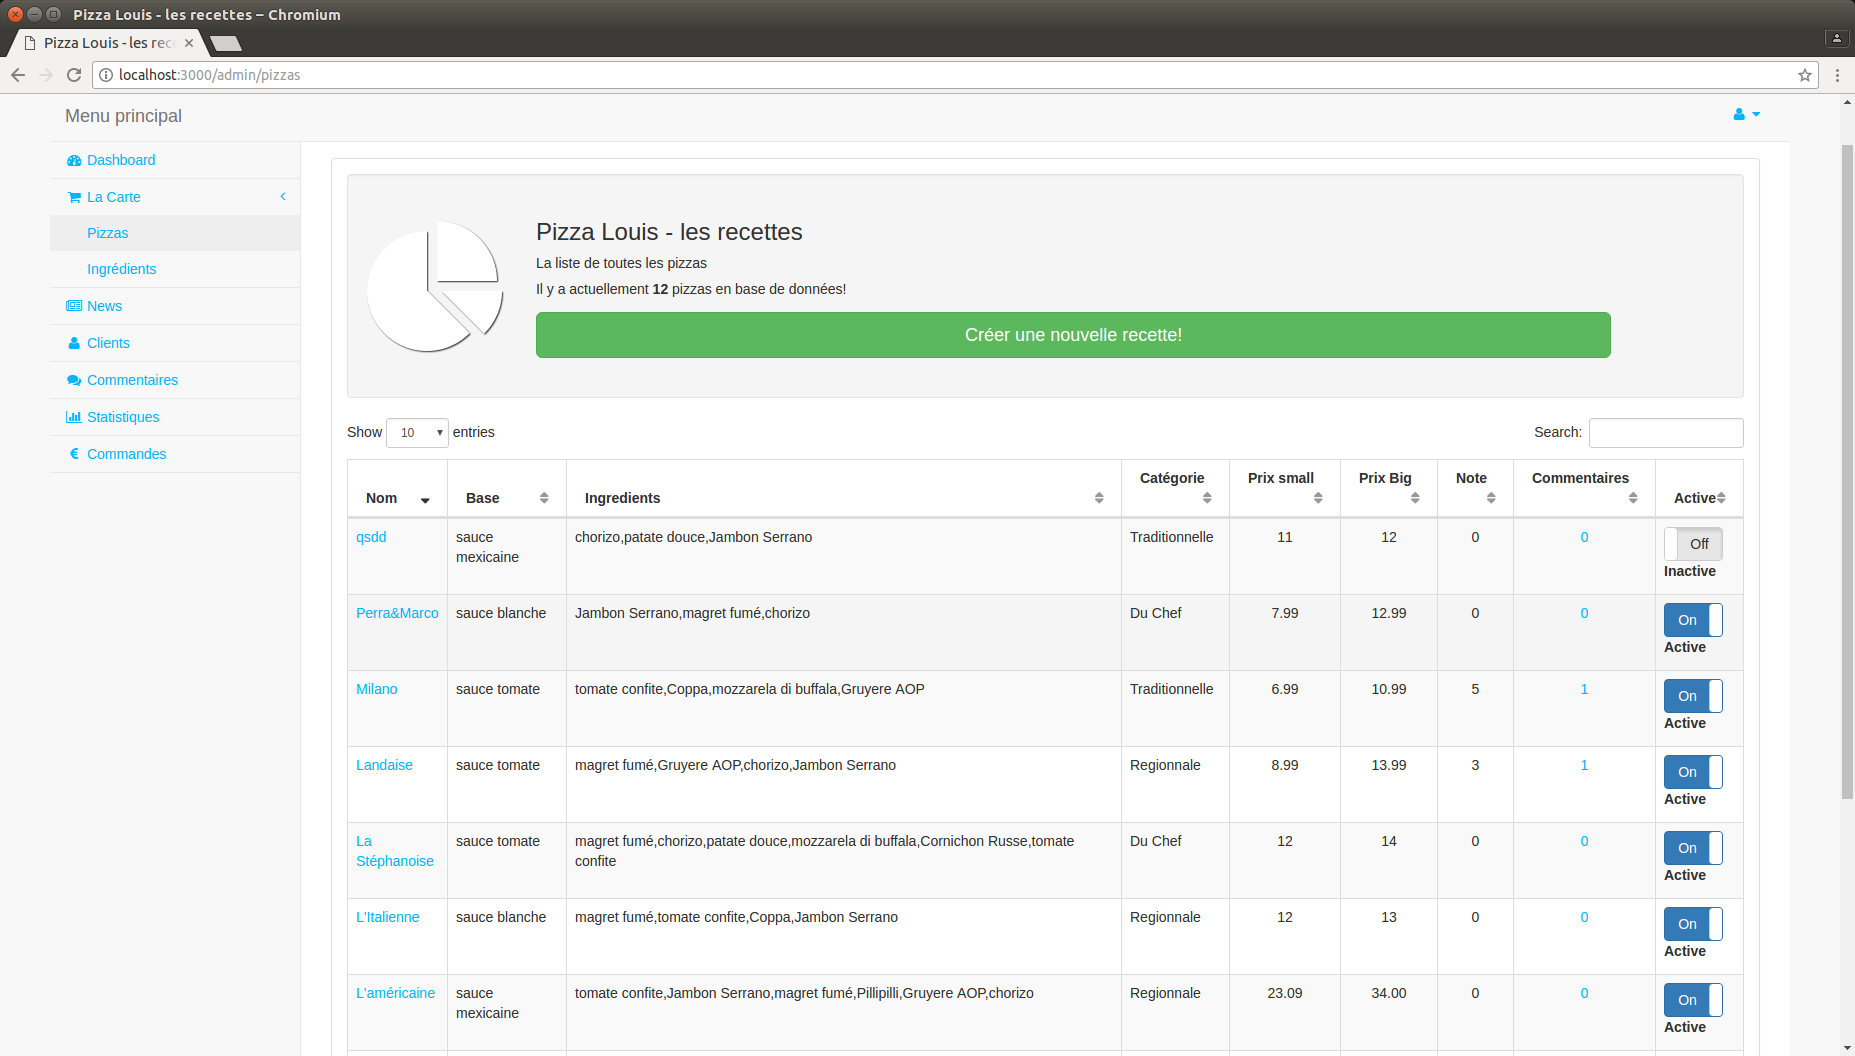 Pizza Louis - les recettes – Chromium
Pizza Louis - les rec
localhost:3000/admin/pizzas
Menu principal
Dashboard
La Carte
Pizzas
Ingrédients
News
Clients
Commentaires
Statistiques
Commandes
Pizza Louis - les recettes
La liste de toutes les pizzas
Il y a actuellement 12 pizzas en base de données!
Créer une nouvelle recette!
Show 10 entries
Search:
Nom Base Ingredients Catégorie Prix small Prix Big Note Commentaires Active
qsdd sauce mexicaine chorizo,patate douce,Jambon Serrano Traditionnelle 11 12 0 0 Off Inactive
Perra&Marco sauce blanche Jambon Serrano,magret fumé,chorizo Du Chef 7.99 12.99 0 0 On Active
Milano sauce tomate tomate confite,Coppa,mozzarela di buffala,Gruyere AOP Traditionnelle 6.99 10.99 5 1 On Active
Landaise sauce tomate magret fumé,Gruyere AOP,chorizo,Jambon Serrano Regionnale 8.99 13.99 3 1 On Active
La Stéphanoise sauce tomate magret fumé,chorizo,patate douce,mozzarela di buffala,Cornichon Russe,tomate confite Du Chef 12 14 0 0 On Active
L'Italienne sauce blanche magret fumé,tomate confite,Coppa,Jambon Serrano Regionnale 12 13 0 0 On Active
L'américaine sauce mexicaine tomate confite,Jambon Serrano,magret fumé,Pillipilli,Gruyere AOP,chorizo Regionnale 23.09 34.00 0 0 On Active